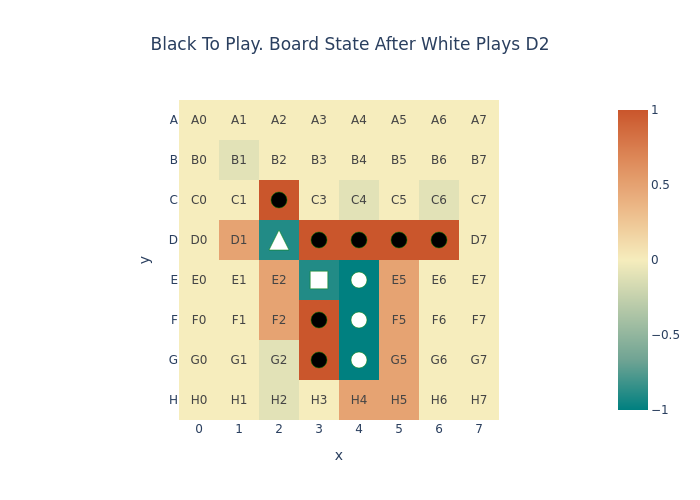 Black To Play. Board State After White Plays D2
A A0 A1 A2 A3 A4 A5 A6 A7
B B0 B1 B2 B3 B4 B5 B6 B7
C C0 C1 C3 C4 C5 C6 C7
D D0 D1 D7
E E0 E1 E2 E5 E6 E7
F F0 F1 F2 F5 F6 F7
G G0 G1 G2 G5 G6 G7
H H0 H1 H2 H3 H4 H5 H6 H7
0 1 2 3 4 5 6 7
x
y
1
0.5
0
−0.5
−1